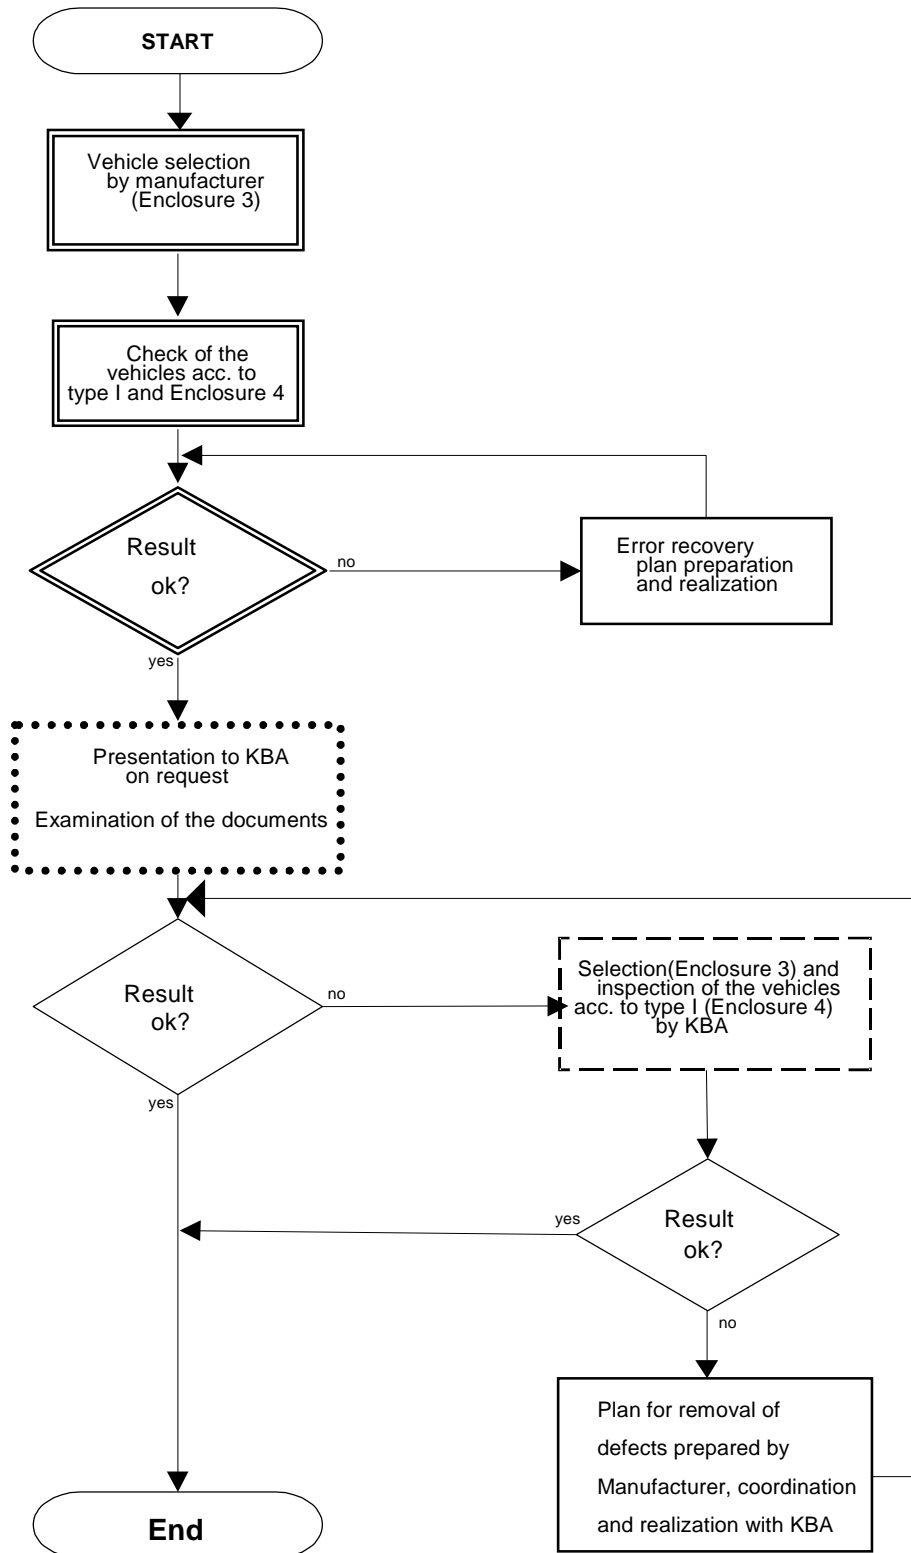 START
Vehicle selection
by manufacturer
(Enclosure 3)
Check of the
vehicles acc. to
type I and Enclosure 4
Result
ok?
no
Error recovery
plan preparation
and realization
yes
Presentation to KBA
on request
Examination of the documents
Result
ok?
no
Selection(Enclosure 3) and
inspection of the vehicles
acc. to type I (Enclosure 4)
by KBA
yes
yes
Result
ok?
no
Plan for removal of
defects prepared by
Manufacturer, coordination
and realization with KBA
End